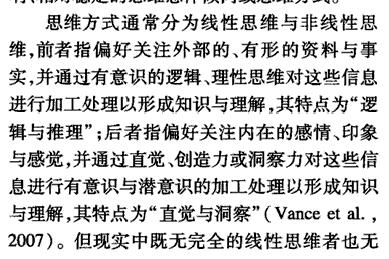 思维方式通常分为线性思维与非线性思
维,前者指偏好关注外部的、有形的资料与事
实,并通过有意识的逻辑、理性思维对这些信息
进行加工处理以形成知识与理解,其特点为“逻
辑与推理”;后者指偏好关注内在的感情、印象
与感觉,并通过直觉、创造力或洞察力对这些信
息进行有意识与潜意识的加工处理以形成知识
与理解,其特点为“直觉与洞察”(Vance et al.,
2007)。但现实中既无完全的线性思维者也无